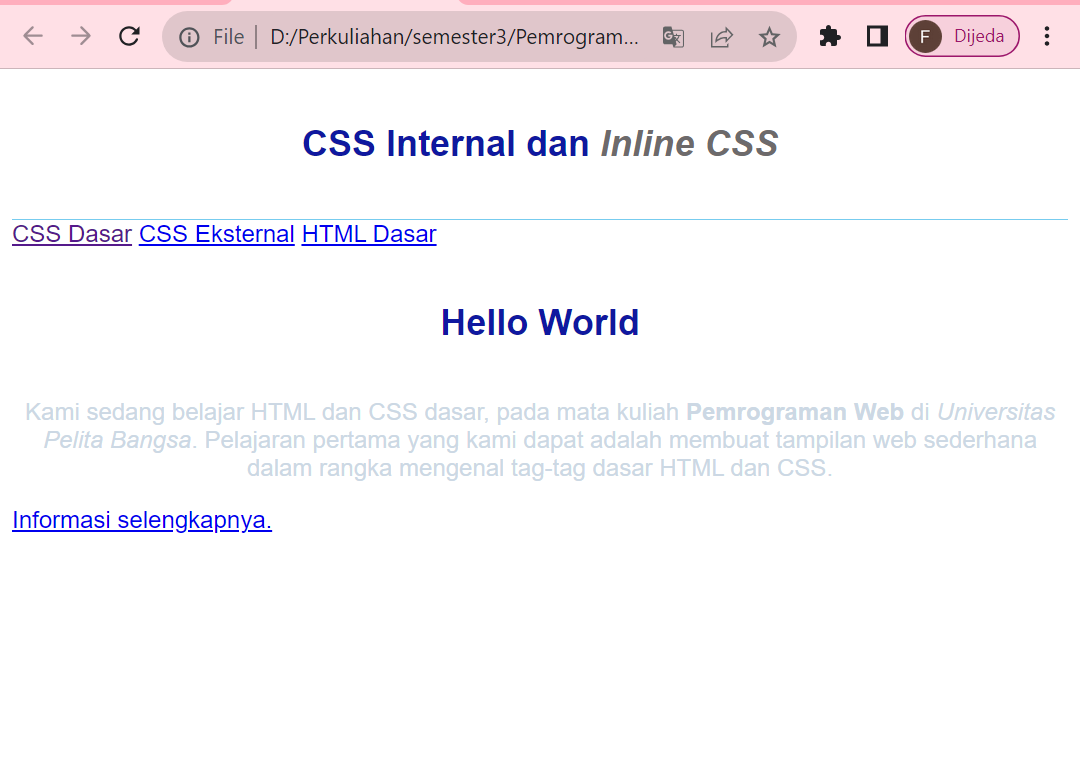 File D:/Perkuliahan/semester3/Pemrogram... F Dijeda
CSS Internal dan Inline CSS
CSS Dasar CSS Eksternal HTML Dasar
Hello World
Kami sedang belajar HTML dan CSS dasar, pada mata kuliah Pemrograman Web di Universitas
Pelita Bangsa. Pelajaran pertama yang kami dapat adalah membuat tampilan web sederhana
dalam rangka mengenal tag-tag dasar HTML dan CSS.
Informasi selengkapnya.